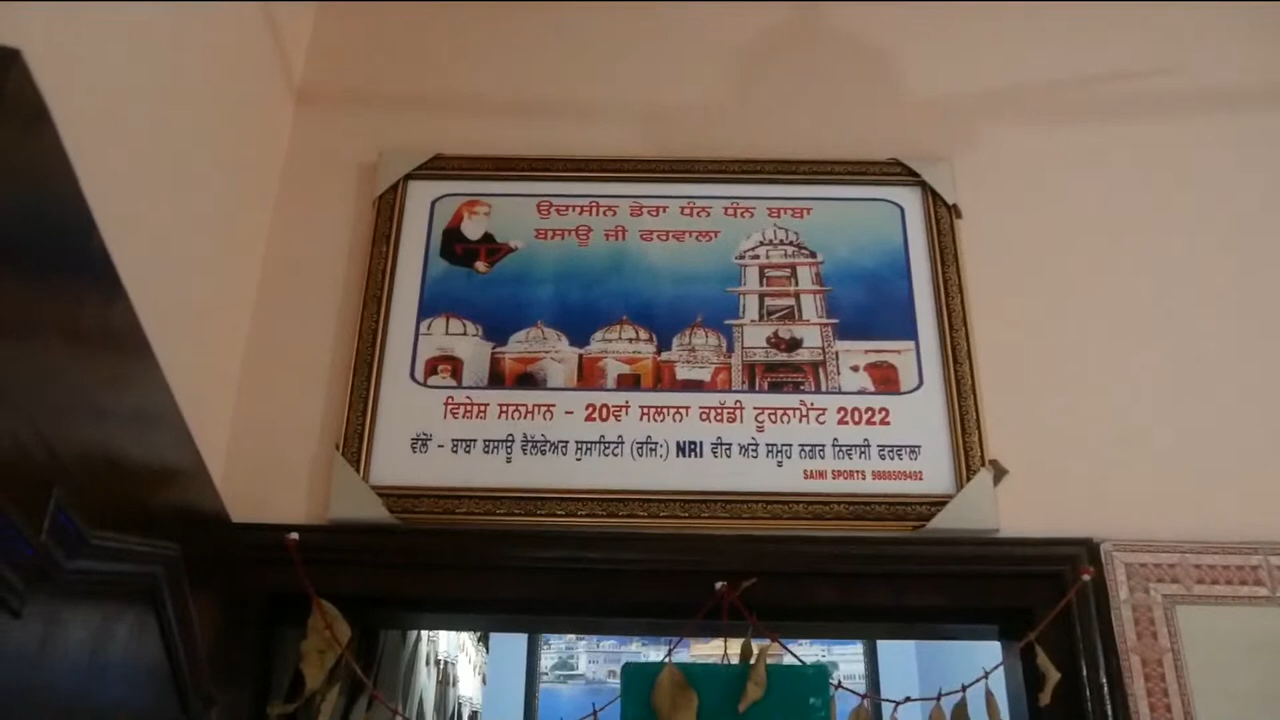 ਉਦਾਸੀਨ ਡੇਰਾ ਧੰਨ ਧੰਨ ਬਾਬਾ
ਬਸਾਊ ਜੀ ਫਰਵਾਲਾ
ਵਿਸ਼ੇਸ਼ ਸਨਮਾਨ - 20ਵਾਂ ਸਲਾਨਾ ਕਬੱਡੀ ਟੂਰਨਾਮੈਂਟ 2022
ਵੱਲੋਂ - ਬਾਬਾ ਬਸਾਊ ਵੈੱਲਫੇਅਰ ਸੁਸਾਇਟੀ (ਰਜਿ:) NRI ਵੀਰ ਅਤੇ ਸਮੂਹ ਨਗਰ ਨਿਵਾਸੀ ਫਰਵਾਲਾ
SAINI SPORTS 9888509492